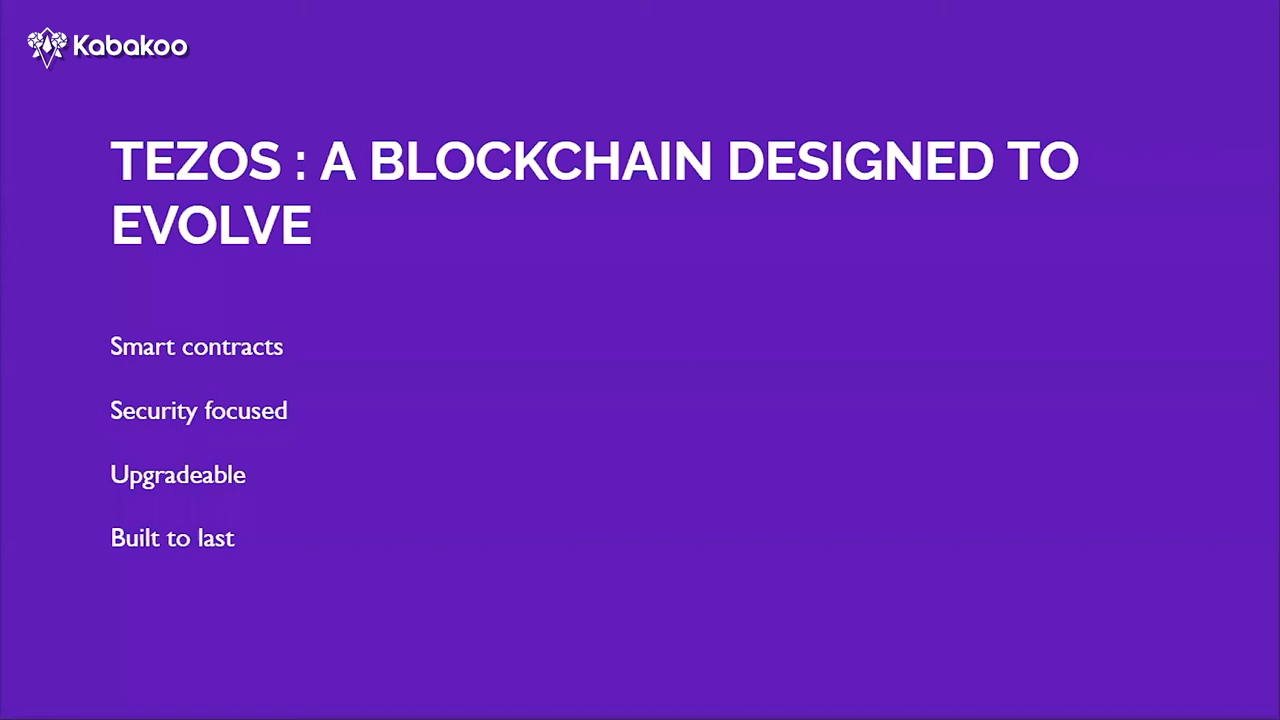 Kabakoo
TEZOS : A BLOCKCHAIN DESIGNED TO
EVOLVE
Smart contracts
Security focused
Upgradeable
Built to last